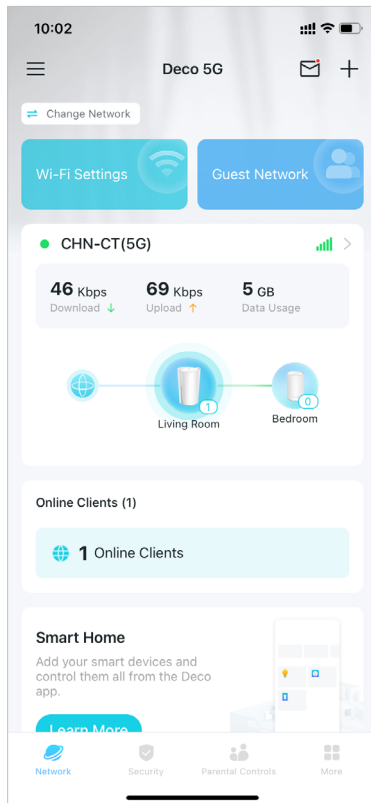 10:02
Deco 5G
Change Network
Wi-Fi Settings
Guest Network
CHN-CT(5G)
46 Kbps
69 Kbps
5 GB
Download ↓
Upload ↑
Data Usage
1
0
Living Room
Bedroom
Online Clients (1)
1 Online Clients
Smart Home
Add your smart devices and
control them all from the Deco
app.
Learn More
Network
Security
Parental Controls
More